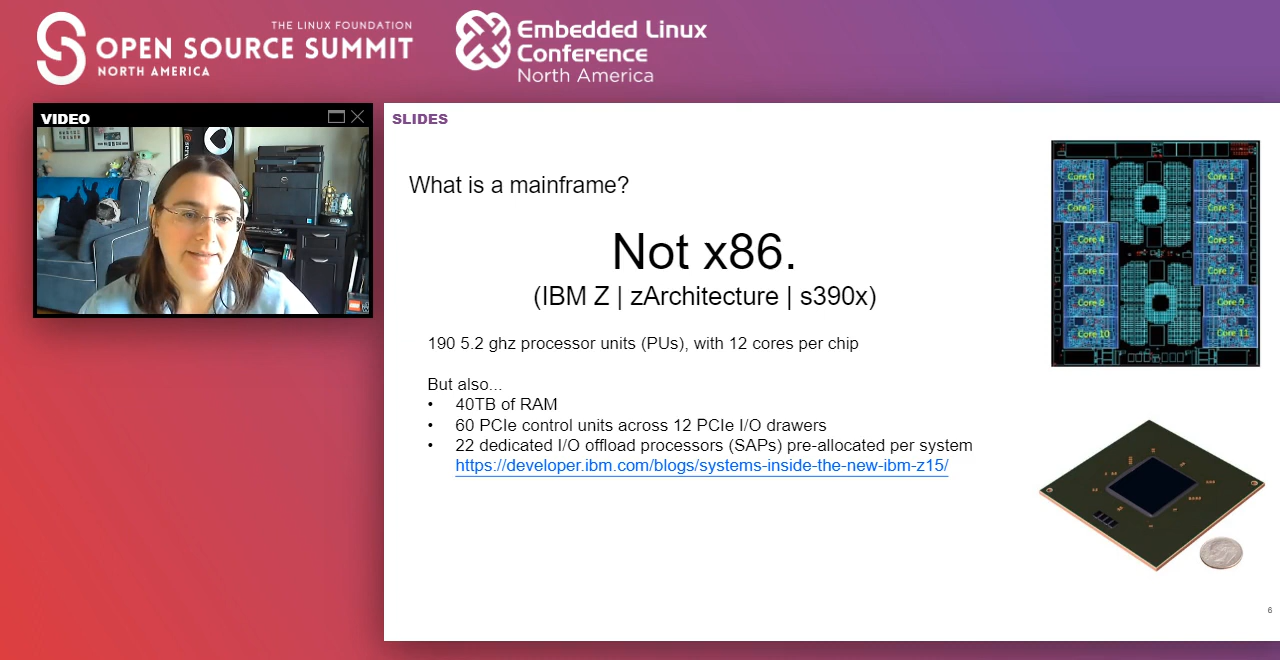 THE LINUX FOUNDATION
OPEN SOURCE SUMMIT
NORTH AMERICA
Embedded Linux
Conference
North America
VIDEO
SLIDES
What is a mainframe?
Not x86.
(IBM Z | zArchitecture | s390x)
190 5.2 ghz processor units (PUs), with 12 cores per chip
But also...
• 40TB of RAM
• 60 PCIe control units across 12 PCIe I/O drawers
• 22 dedicated I/O offload processors (SAPs) pre-allocated per system
https://developer.ibm.com/blogs/systems-inside-the-new-ibm-z15/
Core 0
Core 1
Core 2
Core 3
Core 4
Core 5
Core 6
Core 7
Core 8
Core 9
Core 10
Core 11
6